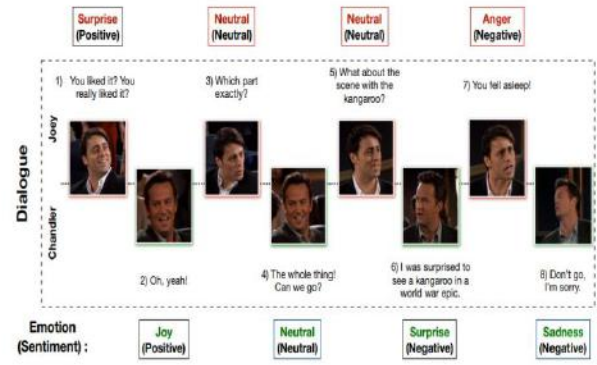 Surprise
(Positive)
Neutral
(Neutral)
Neutral
(Neutral)
Anger
(Negative)
1) You liked it? You
really liked it?
3) Which part
exactly?
5) What about the
scene with the
kangaroo?
7) You fell asleep!
Dialogue
Joey
Chandler
2) Oh, yeah!
4) The whole thing!
Can we go?
6) I was surprised to
see a kangaroo in a
world war epic.
8) Don't go,
I'm sorry.
Emotion
(Sentiment) :
Joy
(Positive)
Neutral
(Neutral)
Surprise
(Negative)
Sadness
(Negative)